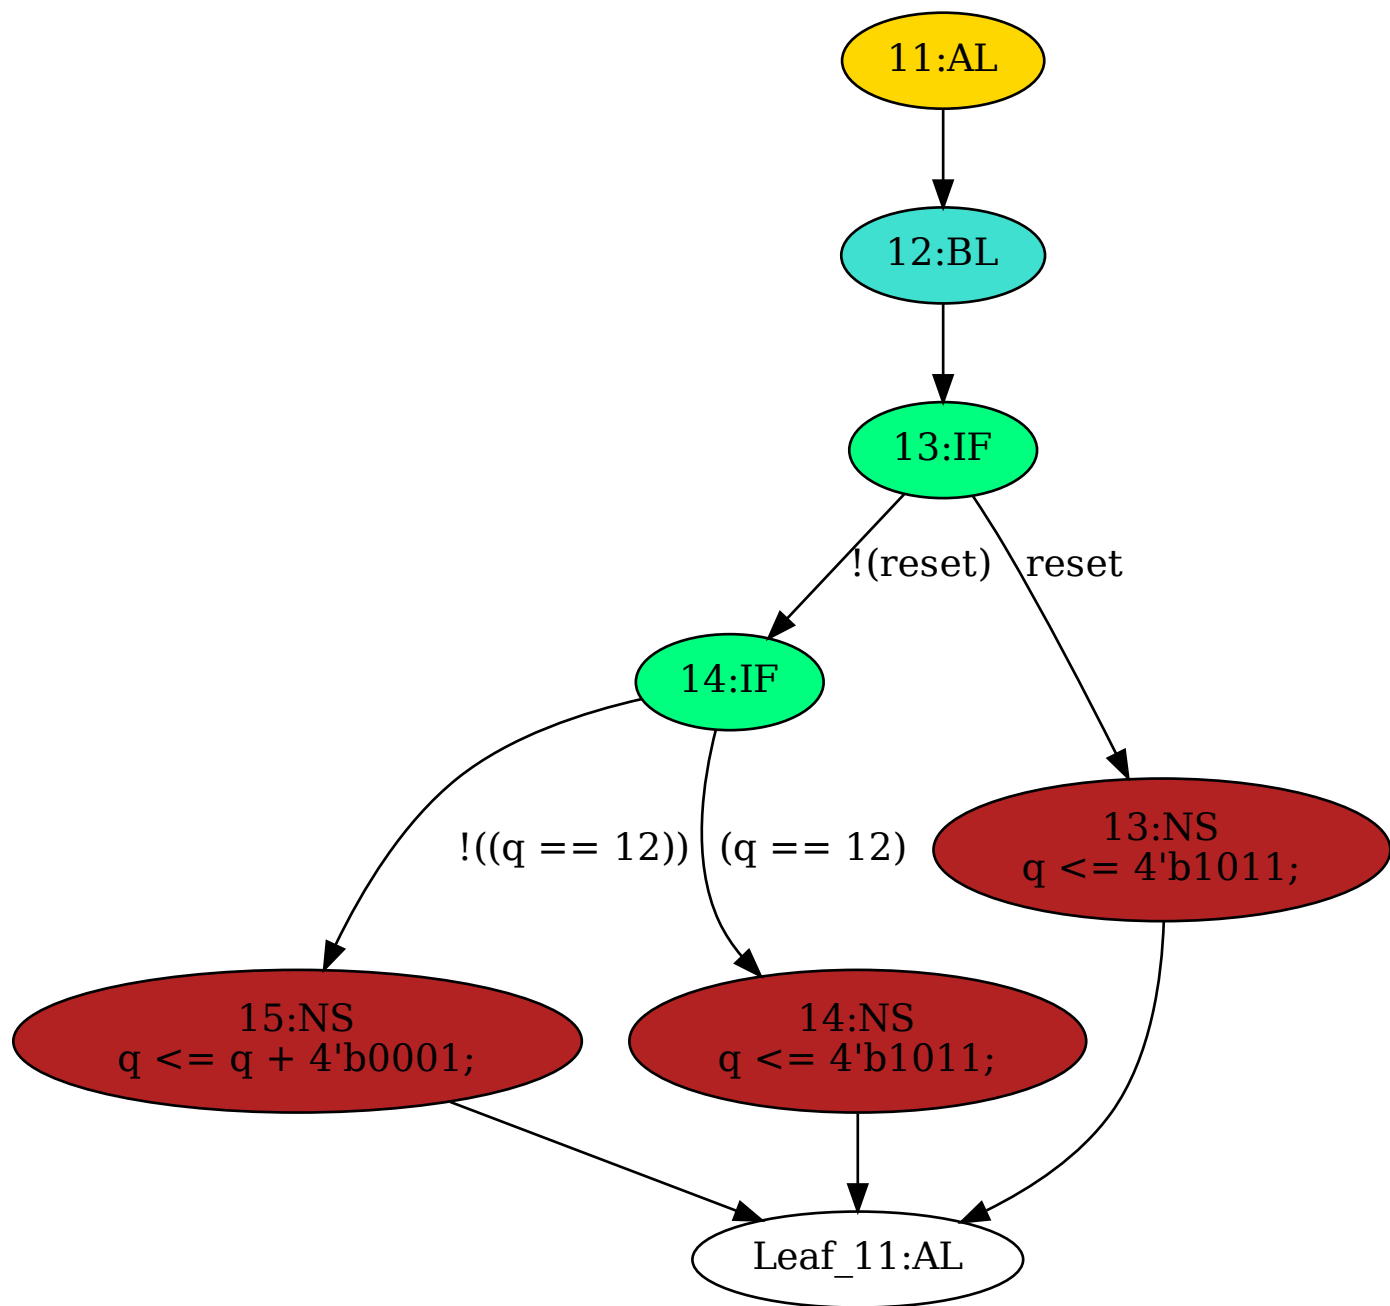 11:AL
12:BL
13:IF
!(reset)
reset
14:IF
!((q == 12))
(q == 12)
13:NS
q <= 4'b1011;
15:NS
q <= q + 4'b0001;
14:NS
q <= 4'b1011;
Leaf_11:AL